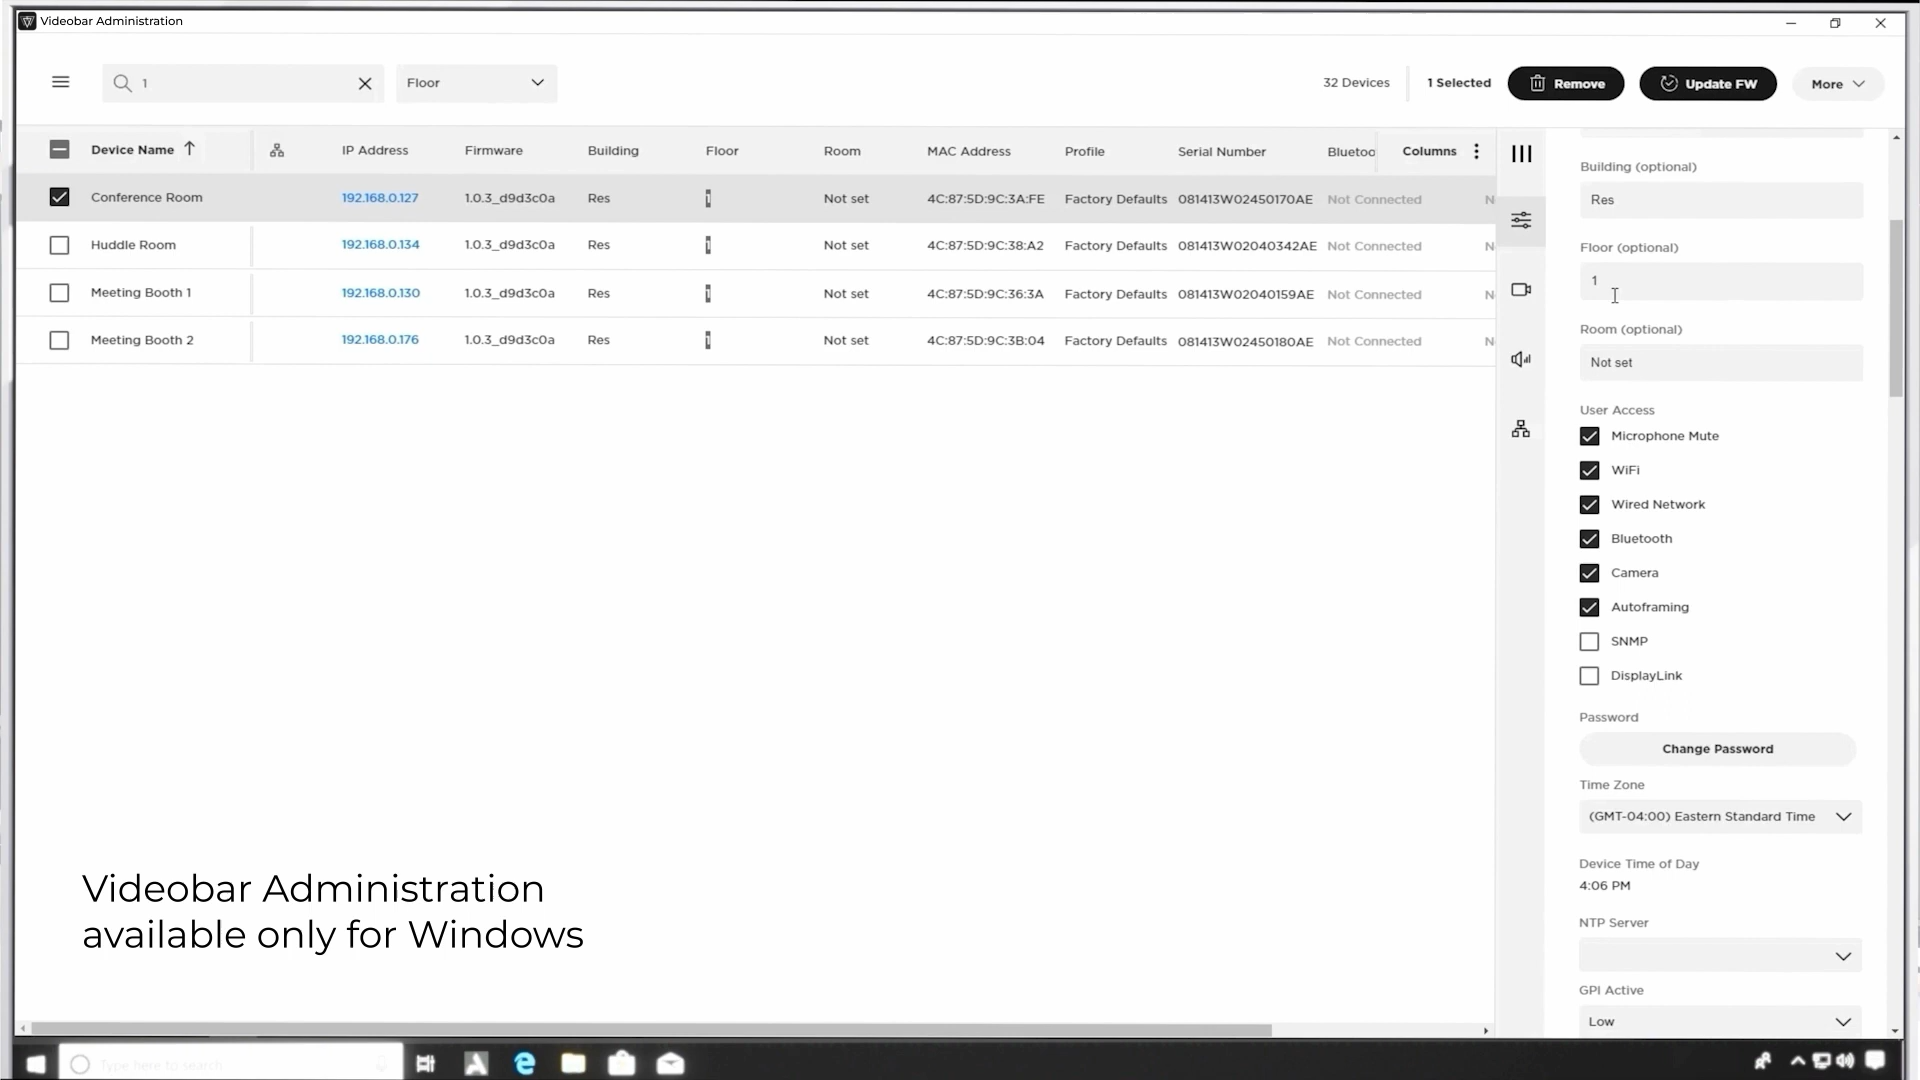 Videobar Administration
1
Floor
32 Devices
1 Selected
Remove
Update FW
More
Device Name
IP Address
Firmware
Building
Floor
Room
MAC Address
Profile
Serial Number
Bluetoo
Columns
Conference Room 192.168.0.127 1.0.3_d9d3c0a Res 1 Not set 4C:87:5D:9C:3A:FE Factory Defaults 081413W02450170AE Not Connected N
Huddle Room 192.168.0.134 1.0.3_d9d3c0a Res 1 Not set 4C:87:5D:9C:38:A2 Factory Defaults 081413W02040342AE Not Connected N
Meeting Booth 1 192.168.0.130 1.0.3_d9d3c0a Res 1 Not set 4C:87:5D:9C:36:3A Factory Defaults 081413W02040159AE Not Connected N
Meeting Booth 2 192.168.0.176 1.0.3_d9d3c0a Res 1 Not set 4C:87:5D:9C:3B:04 Factory Defaults 081413W02450180AE Not Connected N
Building (optional)
Res
Floor (optional)
1
Room (optional)
Not set
User Access
Microphone Mute
WiFi
Wired Network
Bluetooth
Camera
Autoframing
SNMP
DisplayLink
Password
Change Password
Time Zone
(GMT-04:00) Eastern Standard Time
Device Time of Day
4:06 PM
NTP Server
GPI Active
Low
Videobar Administration
available only for Windows
Type here to search